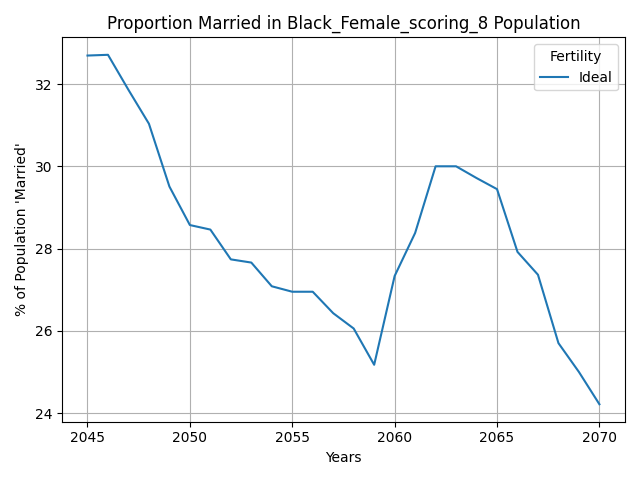 Proportion Married in Black_Female_scoring_8 Population
Fertility
Ideal
% of Population 'Married'
32
30
28
26
24
2045
2050
2055
2060
2065
2070
Years